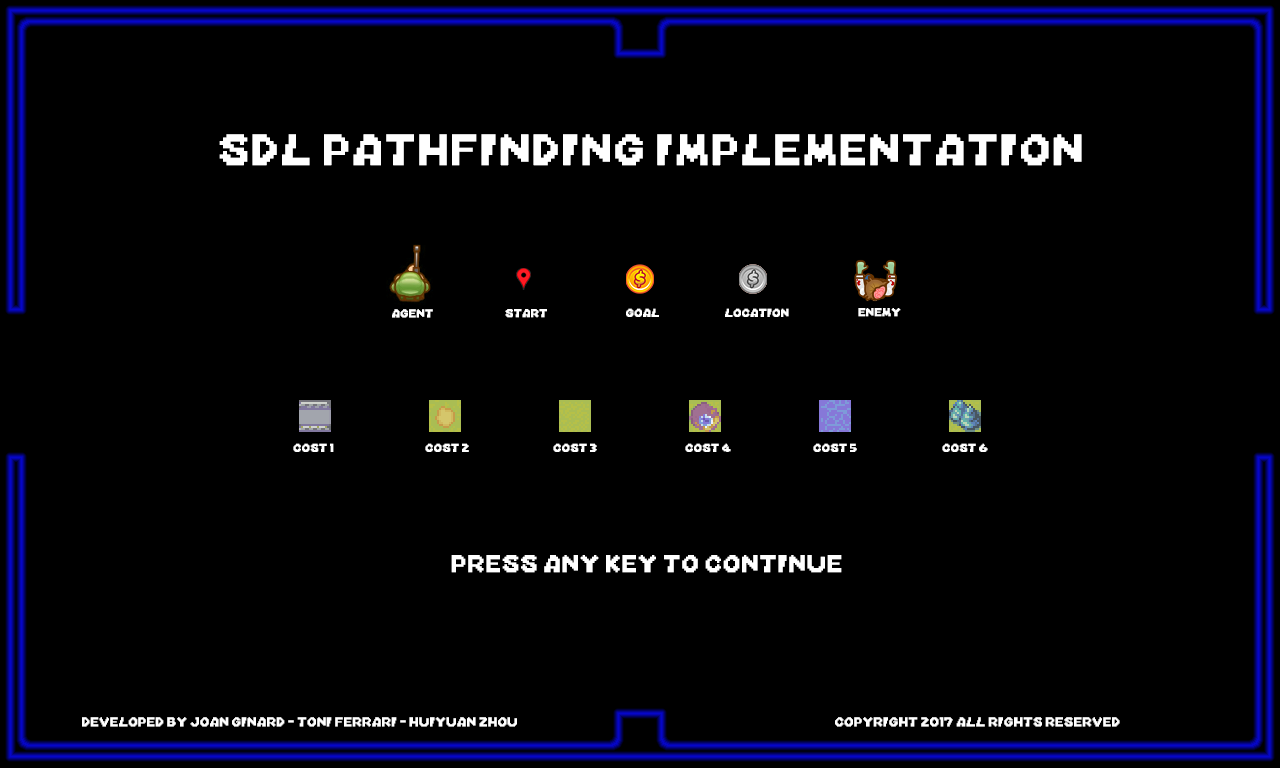 SDL PATHFINDING IMPLEMENTATION
AGENT START GOAL LOCATION ENEMY
COST 1 COST 2 COST 3 COST 4 COST 5 COST 6
PRESS ANY KEY TO CONTINUE
DEVELOPED BY JOAN GINARD - TONI FERRARI - HUIYUAN ZHOU
COPYRIGHT 2017 ALL RIGHTS RESERVED